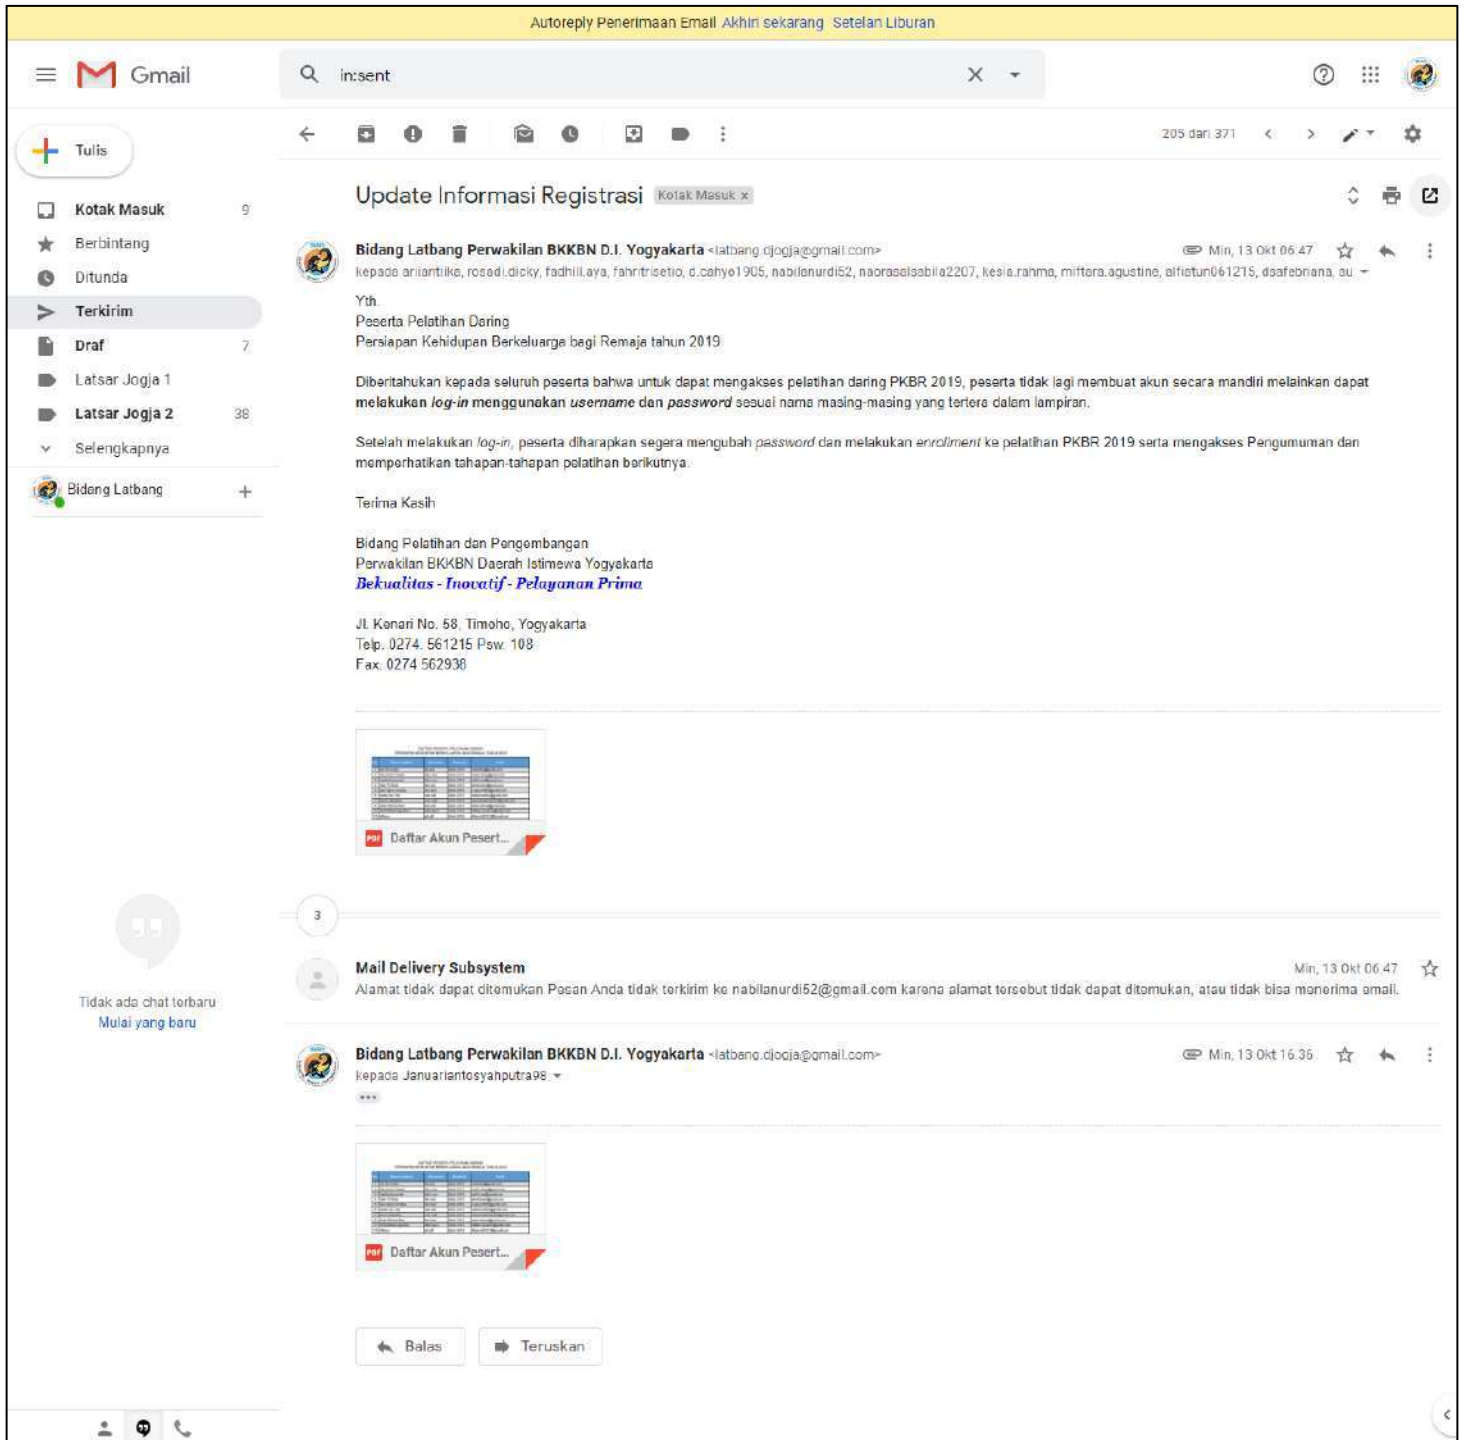 Autoreply Penerimaan Email Akhiri sekarang Setelan Liburan
Gmail
in:sent
Tulis
205 dari 371
Kotak Masuk 9
Berbintang
Ditunda
Terkirim
Draf 7
Latsar Jogja 1
Latsar Jogja 2 38
Selengkapnya
Bidang Latbang
Tidak ada chat terbaru
Mulai yang baru
Update Informasi Registrasi Kotak Masuk x
Bidang Latbang Perwakilan BKKBN D.I. Yogyakarta <latbang.djogja@gmail.com> Min, 13 Okt 06.47
kepada ariiantiika, rosadi.dicky, fadhill.aya, fahritrisetio, d.cahyo1905, nabilanurdi52, naorasalsabila2207, kesia.rahma, miftara.agustine, alfiatun061215, dsafebriana, au
Yth.
Peserta Pelatihan Daring
Persiapan Kehidupan Berkeluarga bagi Remaja tahun 2019
Diberitahukan kepada seluruh peserta bahwa untuk dapat mengakses pelatihan daring PKBR 2019, peserta tidak lagi membuat akun secara mandiri melainkan dapat
melakukan log-in menggunakan username dan password sesuai nama masing-masing yang tertera dalam lampiran.
Setelah melakukan log-in, peserta diharapkan segera mengubah password dan melakukan enrollment ke pelatihan PKBR 2019 serta mengakses Pengumuman dan
memperhatikan tahapan-tahapan pelatihan berikutnya.
Terima Kasih
Bidang Pelatihan dan Pengembangan
Perwakilan BKKBN Daerah Istimewa Yogyakarta
Bekualitas - Inovatif - Pelayanan Prima
Jl. Kenari No. 58, Timoho, Yogyakarta
Telp. 0274. 561215 Psw. 108
Fax. 0274 562938
PDF Daftar Akun Pesert...
3
Mail Delivery Subsystem Min, 13 Okt 06.47
Alamat tidak dapat ditemukan Pesan Anda tidak terkirim ke nabilanurdi52@gmail.com karena alamat tersebut tidak dapat ditemukan, atau tidak bisa menerima email.
Bidang Latbang Perwakilan BKKBN D.I. Yogyakarta <latbang.djogja@gmail.com> Min, 13 Okt 16.36
kepada Januariantosyahputra98
PDF Daftar Akun Pesert...
Balas
Teruskan